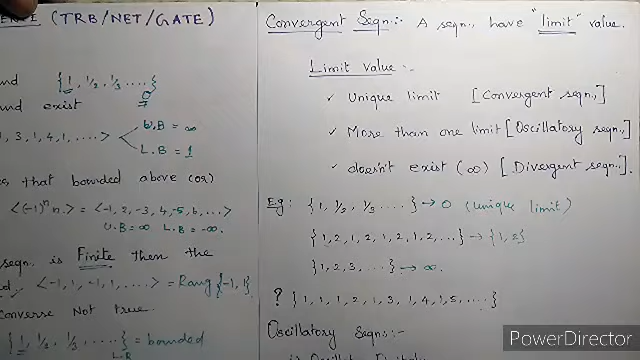 (TRB/NET/GATE)
{1, 1/2, 1/3 ....}
0
and exist
1, 3, 1, 4, 1, ....>
U.B = ∞
L.B = 1
that bounded above (or)
<(-1)^n n> = <-1, 2, -3, 4, -5, 6, ...>
U.B = ∞ L.B = -∞.
seqn. is Finite then the
<-1, 1, -1, 1, ....> = Rang {-1, 1}
Converse Not true.
{1, 1/2, 1/3, ....} = bounded
L.B
Convergent Seqn:- A seqn. have "limit" value.
Limit value:-
✓ Unique limit [Convergent seqn.]
✓ More than one limit [Oscillatory seqn.]
✓ doesn't exist (∞) [Divergent seqn.].
E.g: {1, 1/2, 1/3 ....} → 0 (unique limit)
{1, 2, 1, 2, 1, 2, 1, 2, ...} → {1, 2}
{1, 2, 3, ....} → ∞.
? {1, 1, 1, 2, 1, 3, 1, 4, 1, 5, ....}
Oscillatory Seqn:-
PowerDirector